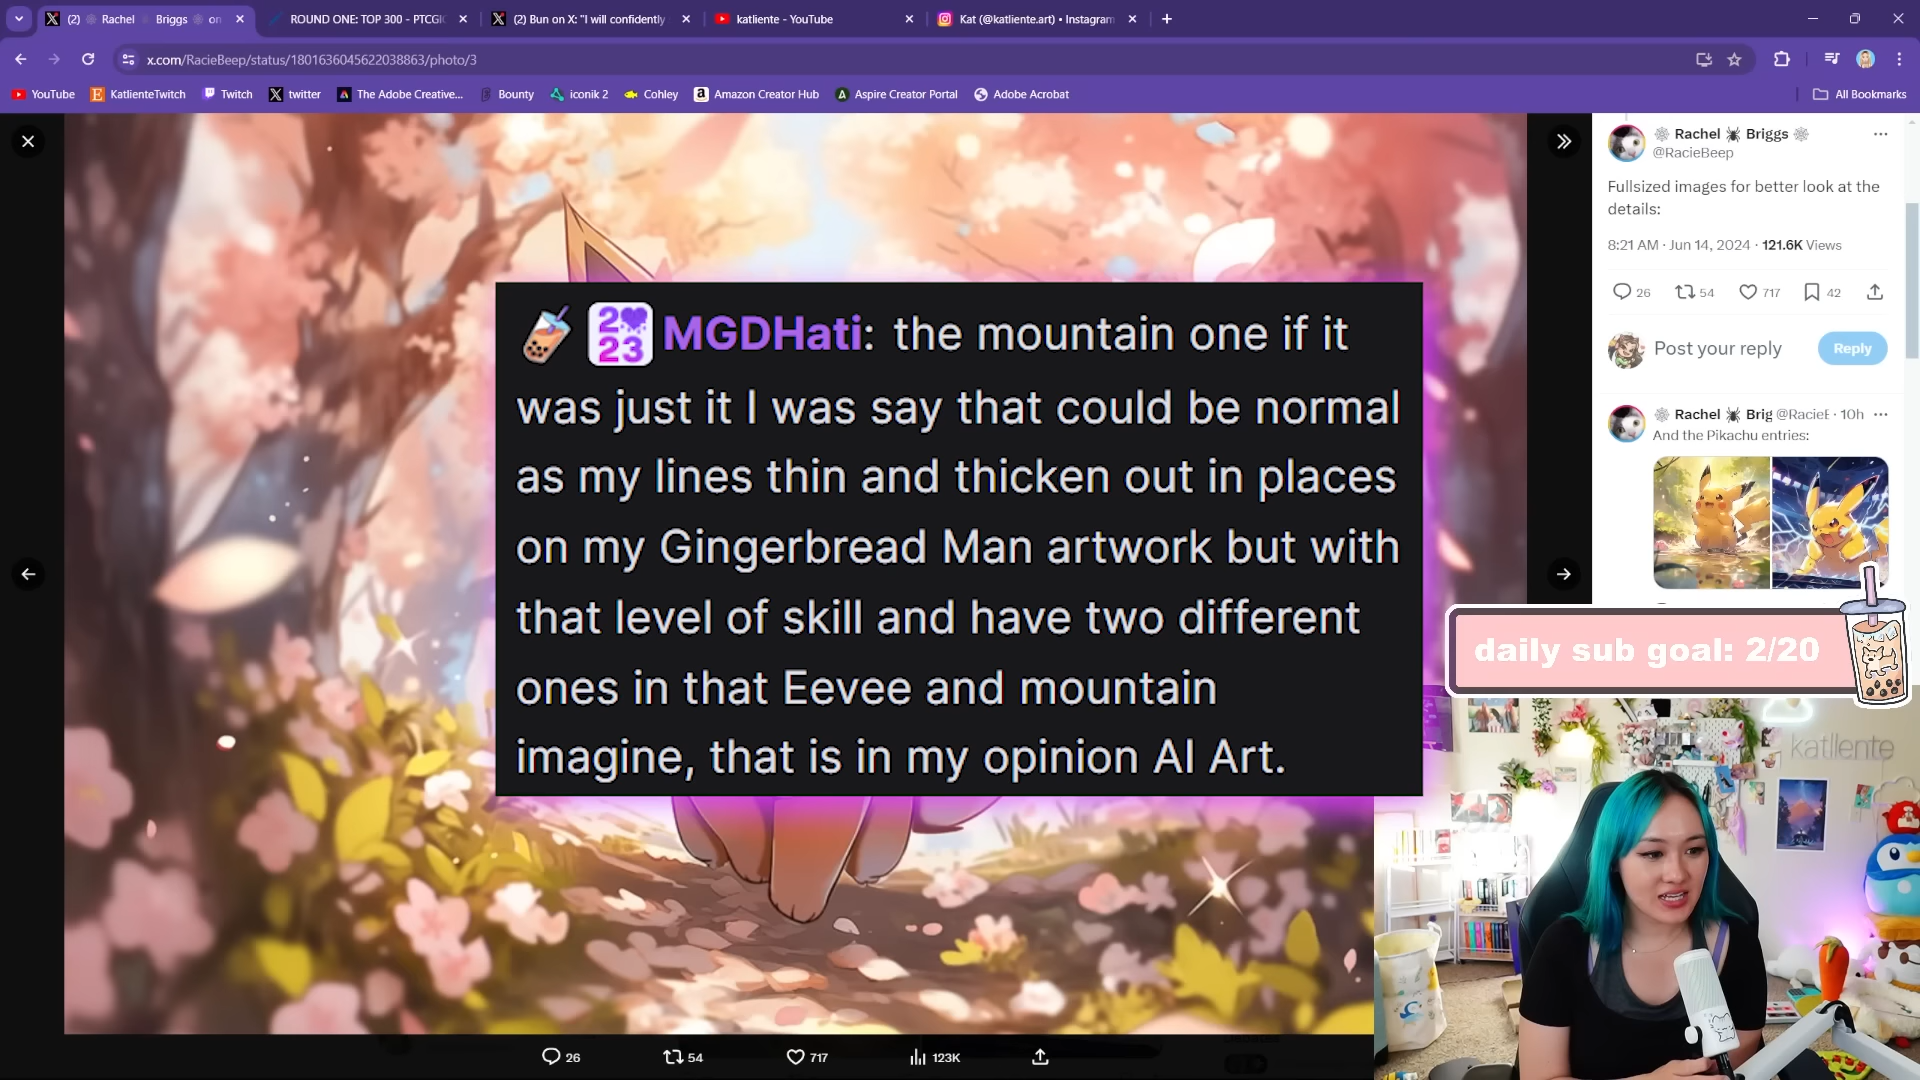 (2) Rachel Briggs on
ROUND ONE: TOP 300 - PTCG
(2) Bun on X: "I will confidently
katliente - YouTube
Kat (@katliente.art) • Instagram
x.com/RacieBeep/status/1801636045622038863/photo/3
YouTube
KatlienteTwitch
Twitch
twitter
The Adobe Creative...
Bounty
iconik 2
Cohley
Amazon Creator Hub
Aspire Creator Portal
Adobe Acrobat
All Bookmarks
Rachel Briggs
@RacieBeep
Fullsized images for better look at the
details:
8:21 AM · Jun 14, 2024 · 121.6K Views
26 54 717 42
Post your reply
Reply
Rachel Brig @RacieE · 10h
And the Pikachu entries:
2023 MGDHati: the mountain one if it
was just it I was say that could be normal
as my lines thin and thicken out in places
on my Gingerbread Man artwork but with
that level of skill and have two different
ones in that Eevee and mountain
imagine, that is in my opinion AI Art.
daily sub goal: 2/20
katliente
26 54 717 123K